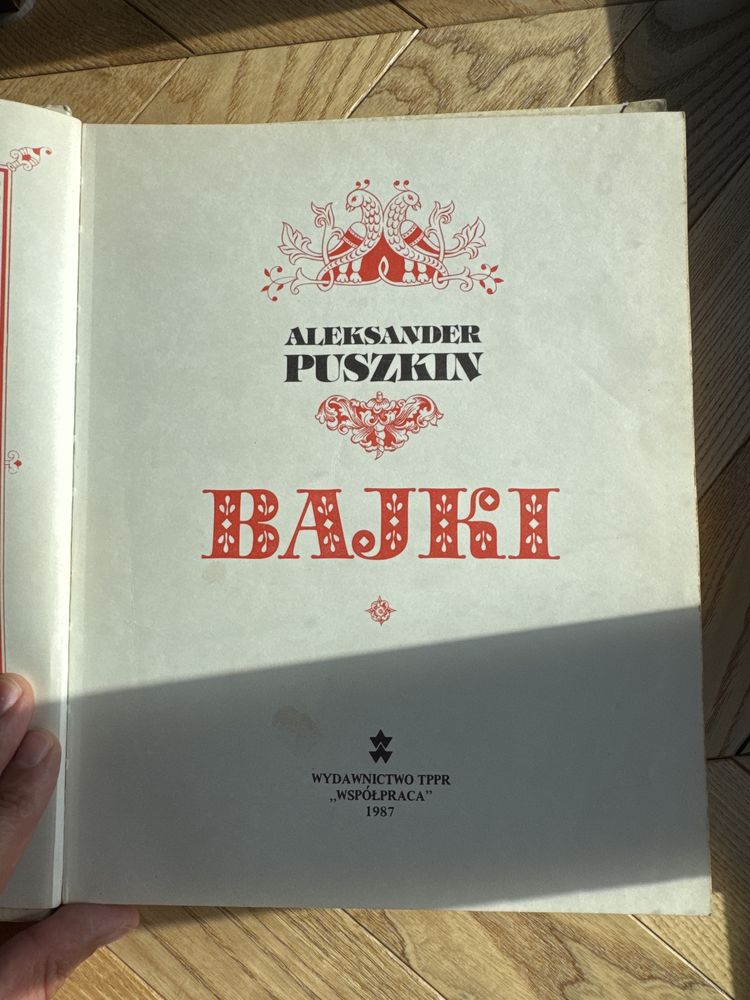 ALEKSANDER
PUSZKIN
BAJKI
WYDAWNICTWO TPPR
„WSPÓŁPRACA”
1987